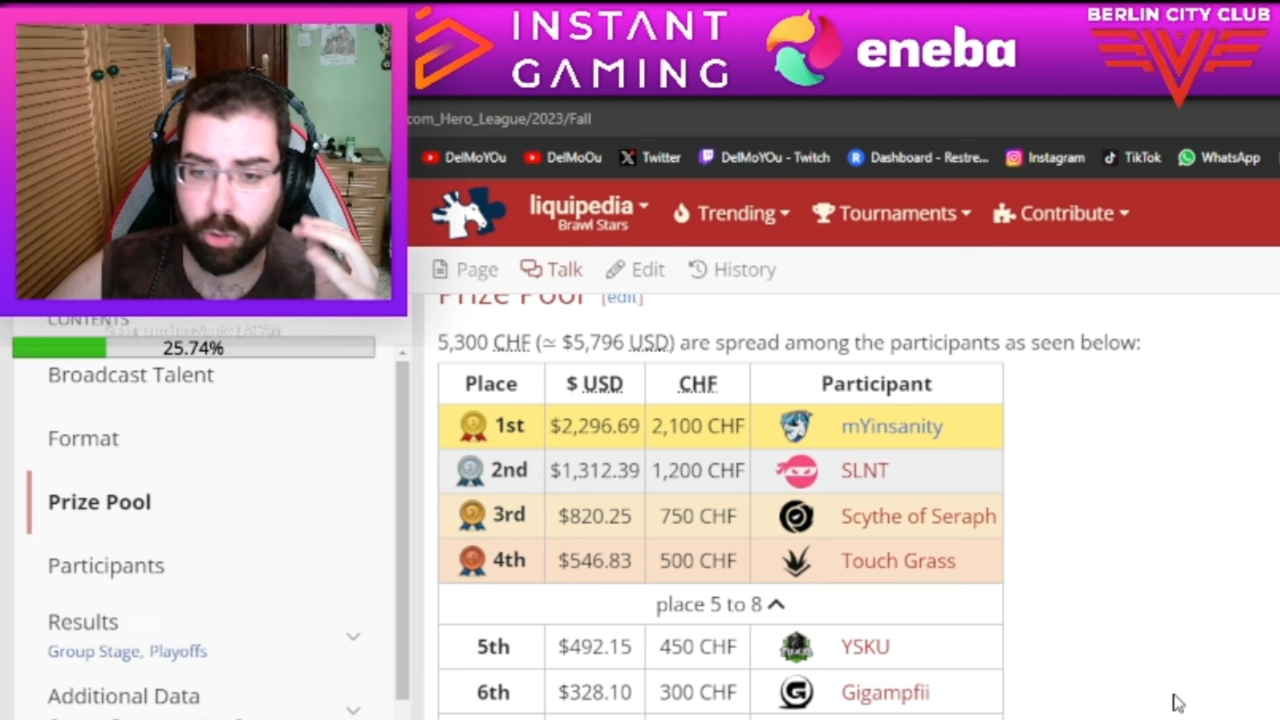 INSTANT
GAMING
eneba
BERLIN CITY CLUB
com_Hero_League/2023/Fall
DelMoYOu DelMoOu Twitter DelMoYOu - Twitch Dashboard - Restre... Instagram TikTok WhatsApp
liquipedia
Brawl Stars
Trending Tournaments Contribute
Page Talk Edit History
CONTENTS
25.74%
Broadcast Talent
Format
Prize Pool
Participants
Results
Group Stage, Playoffs
Additional Data
Prize Pool [edit]
5,300 CHF (≃ $5,796 USD) are spread among the participants as seen below:
Place $ USD CHF Participant
1st $2,296.69 2,100 CHF mYinsanity
2nd $1,312.39 1,200 CHF SLNT
3rd $820.25 750 CHF Scythe of Seraph
4th $546.83 500 CHF Touch Grass
place 5 to 8
5th $492.15 450 CHF YSKU
6th $328.10 300 CHF Gigampfii